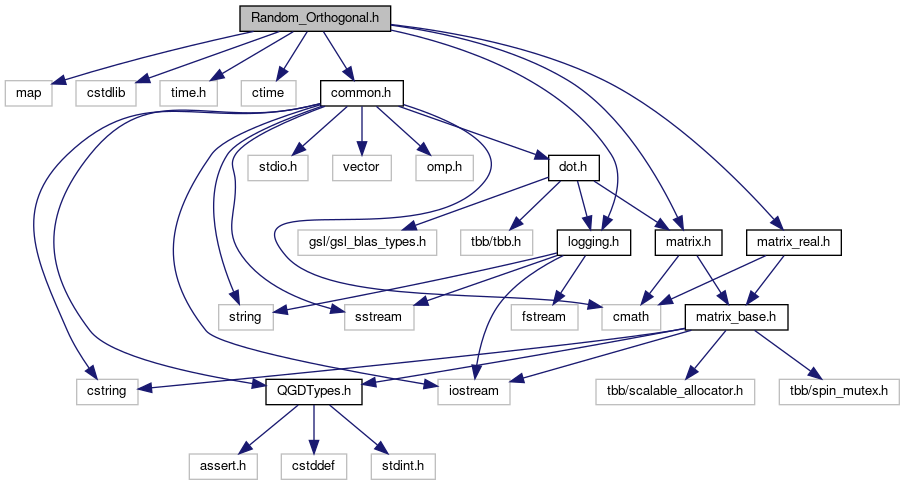 Random_Orthogonal.h
map
cstdlib
time.h
ctime
common.h
stdio.h
vector
omp.h
dot.h
gsl/gsl_blas_types.h
tbb/tbb.h
logging.h
matrix.h
matrix_real.h
string
sstream
fstream
cmath
matrix_base.h
cstring
QGDTypes.h
iostream
tbb/scalable_allocator.h
tbb/spin_mutex.h
assert.h
cstddef
stdint.h